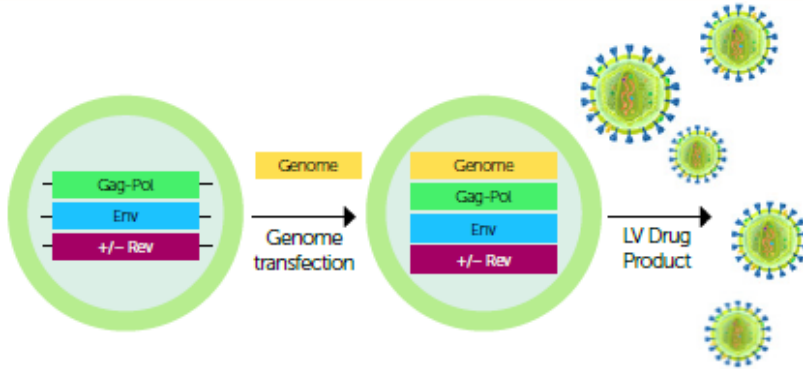 Gag-Pol
Env
+/– Rev
Genome
Genome
transfection
Genome
Gag-Pol
Env
+/– Rev
LV Drug
Product